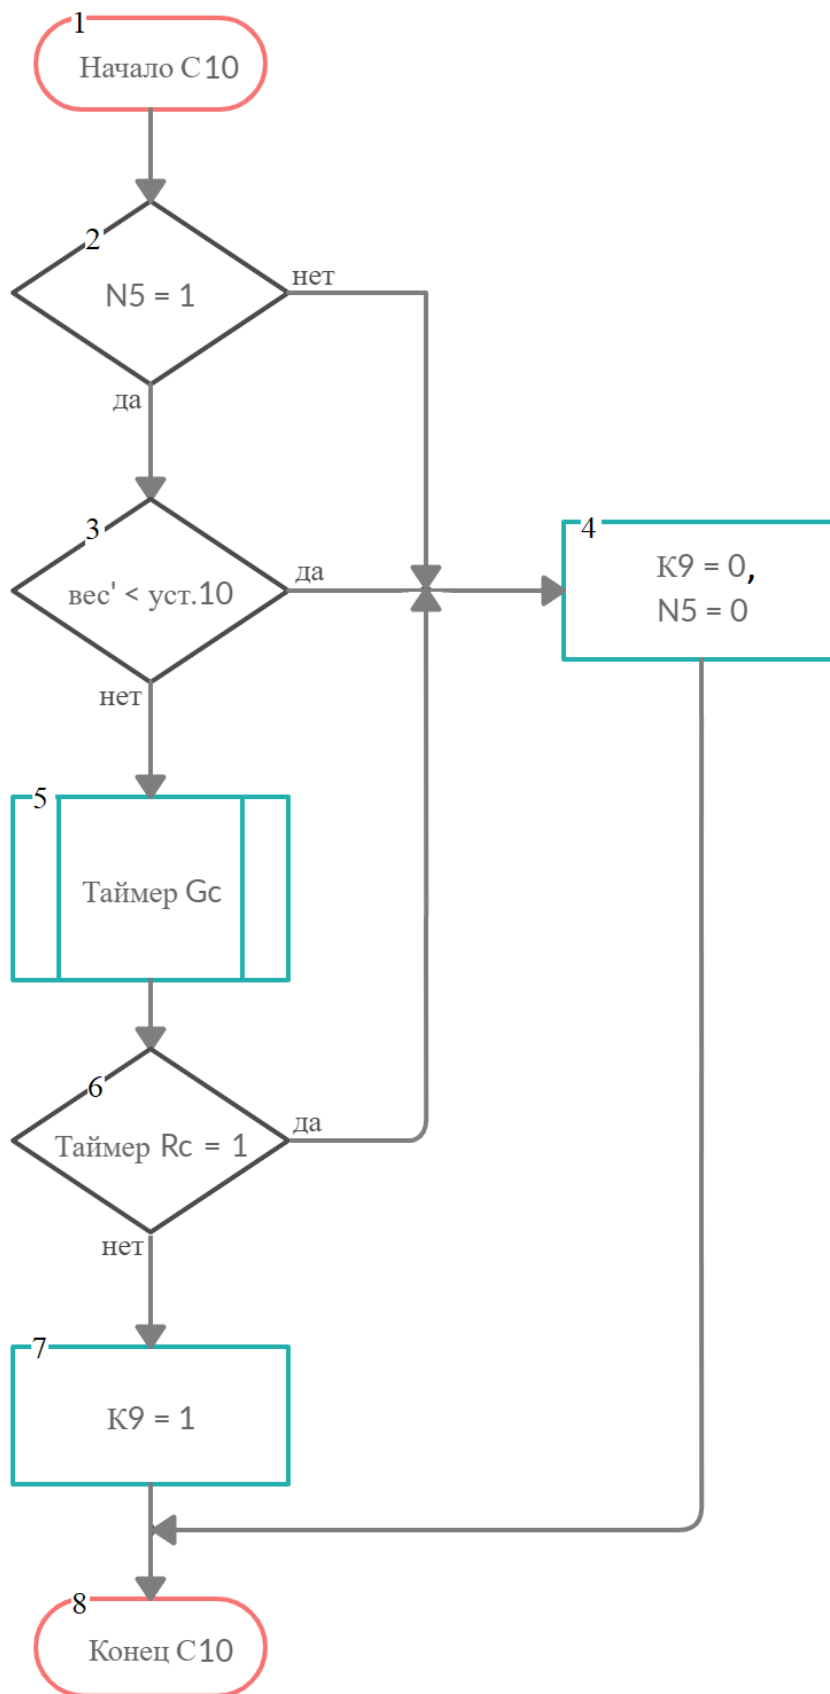 1
Начало С10
2
N5 = 1
нет
да
3
вес' < уст.10
да
нет
4
К9 = 0,
N5 = 0
5
Таймер Gc
6
Таймер Rc = 1
да
нет
7
К9 = 1
8
Конец С10